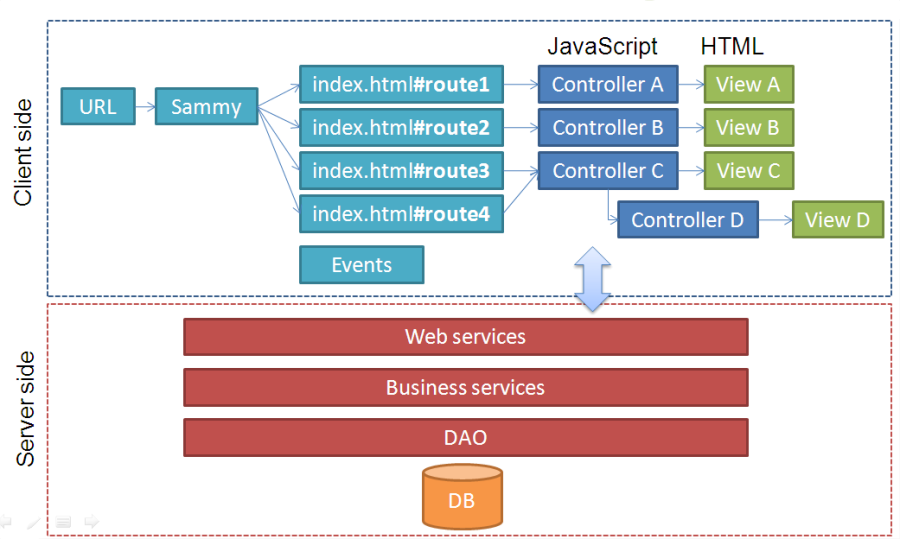 JavaScript
HTML
Client side
URL
Sammy
index.html#route1
Controller A
View A
index.html#route2
Controller B
View B
index.html#route3
Controller C
View C
index.html#route4
Controller D
View D
Events
Server side
Web services
Business services
DAO
DB